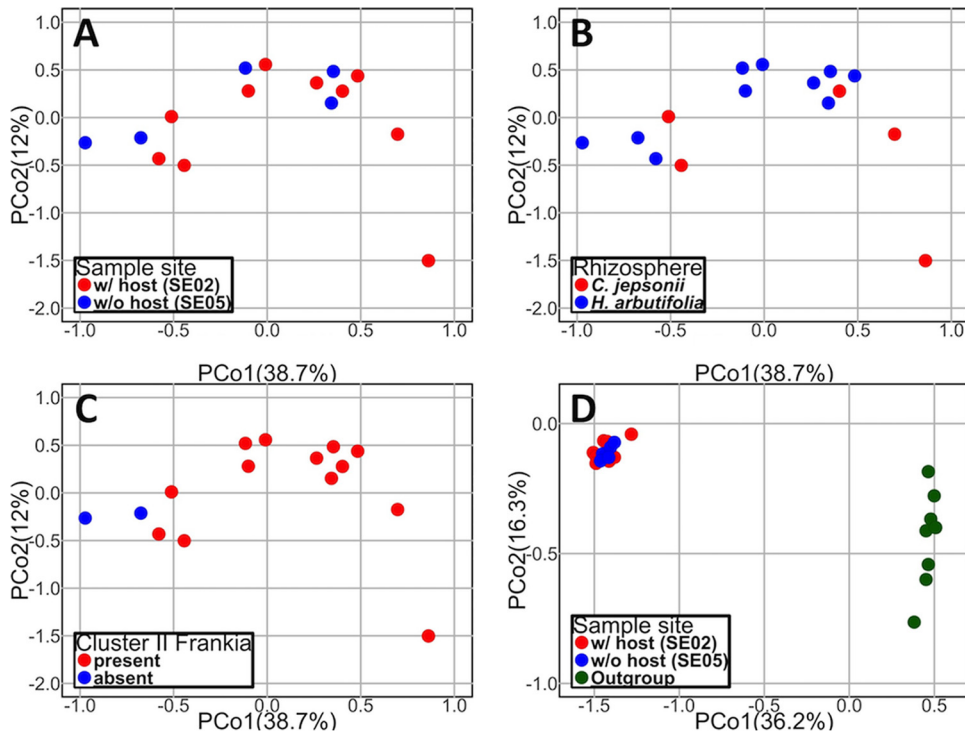 A
1.0
0.5
0.0
-0.5
-1.0
-1.5
-2.0
PCo2(12%)
Sample site
w/ host (SE02)
w/o host (SE05)
-1.0
-0.5
0.0
0.5
1.0
PCo1(38.7%)
B
1.0
0.5
0.0
-0.5
-1.0
-1.5
-2.0
PCo2(12%)
Rhizosphere
C. jepsonii
H. arbutifolia
-1.0
-0.5
0.0
0.5
1.0
PCo1(38.7%)
C
1.0
0.5
0.0
-0.5
-1.0
-1.5
-2.0
PCo2(12%)
Cluster II Frankia
present
absent
-1.0
-0.5
0.0
0.5
1.0
PCo1(38.7%)
D
0.0
-0.5
-1.0
PCo2(16.3%)
Sample site
w/ host (SE02)
w/o host (SE05)
Outgroup
-1.5
-1.0
-0.5
0.0
0.5
PCo1(36.2%)